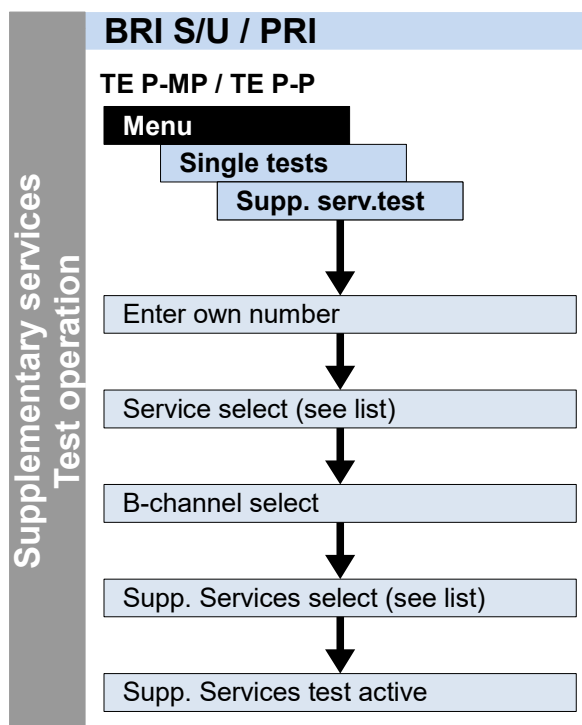 BRI S/U / PRI
TE P-MP / TE P-P
Menu
Single tests
Supp. serv.test
Enter own number
Service select (see list)
B-channel select
Supp. Services select (see list)
Supp. Services test active
Supplementary services
Test operation